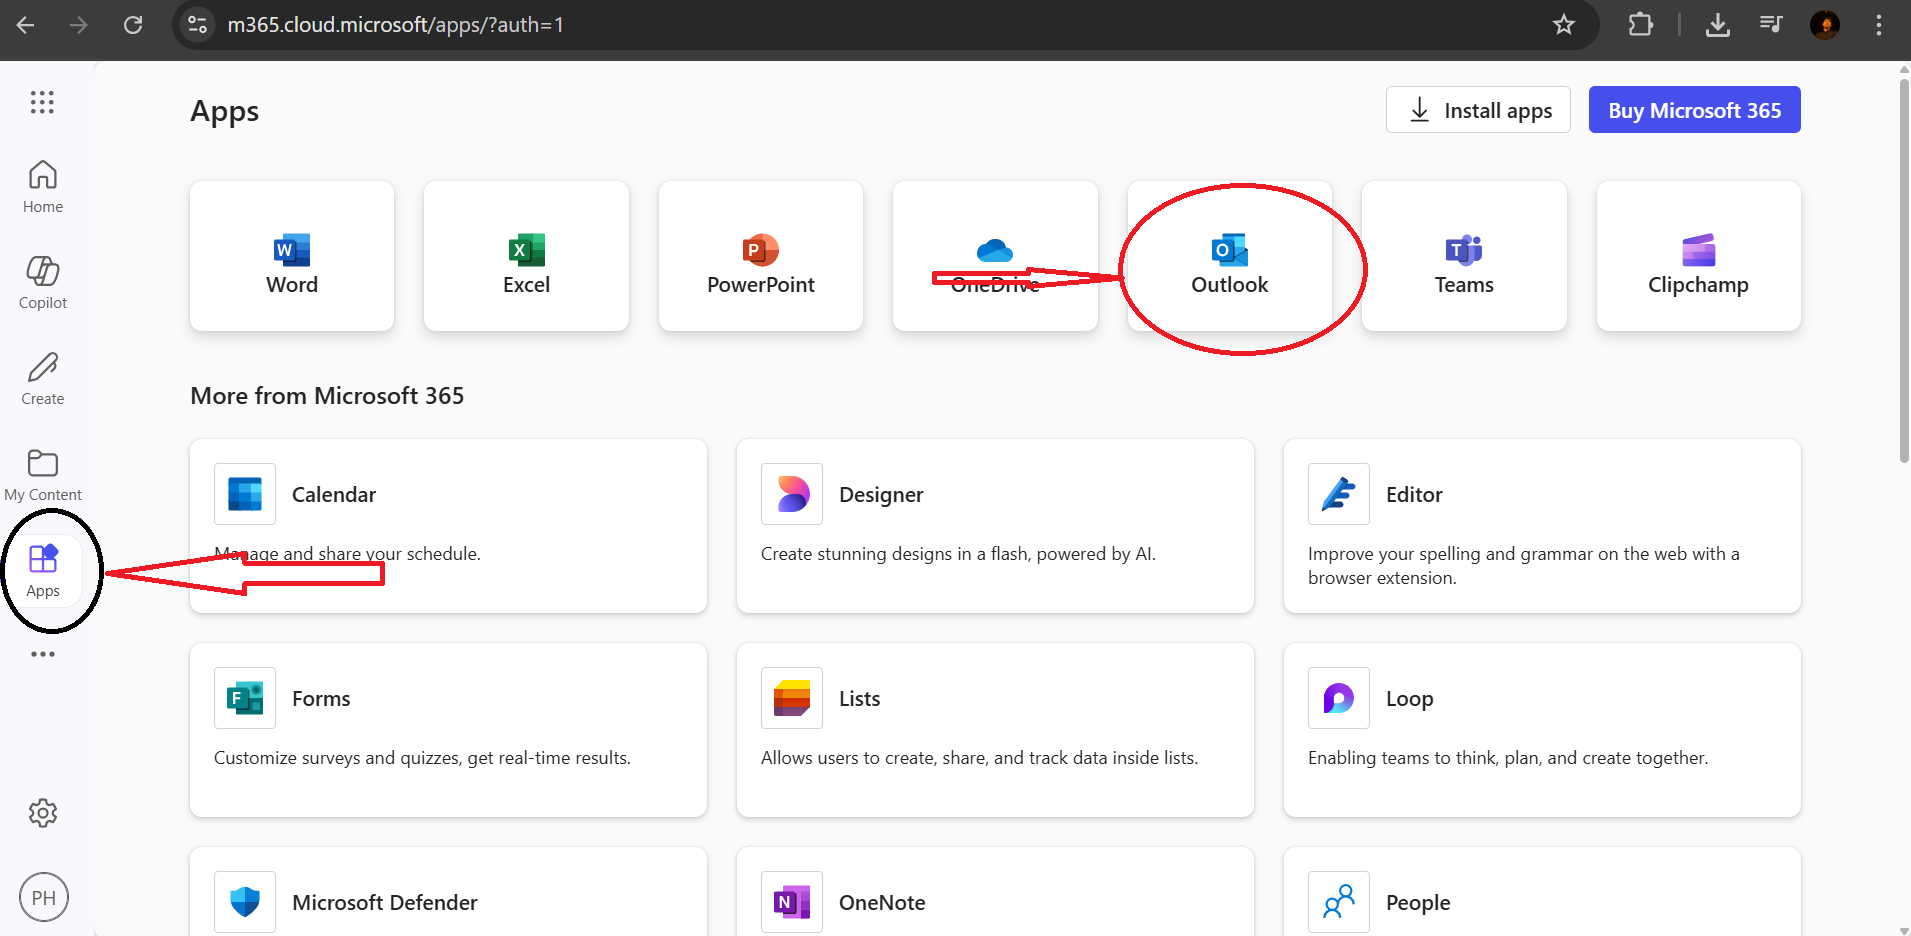 m365.cloud.microsoft/apps/?auth=1
Apps
Install apps
Buy Microsoft 365
Home
Copilot
Create
My Content
Apps
PH
Word
Excel
PowerPoint
OneDrive
Outlook
Teams
Clipchamp
More from Microsoft 365
Calendar
Manage and share your schedule.
Designer
Create stunning designs in a flash, powered by AI.
Editor
Improve your spelling and grammar on the web with a
browser extension.
Forms
Customize surveys and quizzes, get real-time results.
Lists
Allows users to create, share, and track data inside lists.
Loop
Enabling teams to think, plan, and create together.
Microsoft Defender
OneNote
People